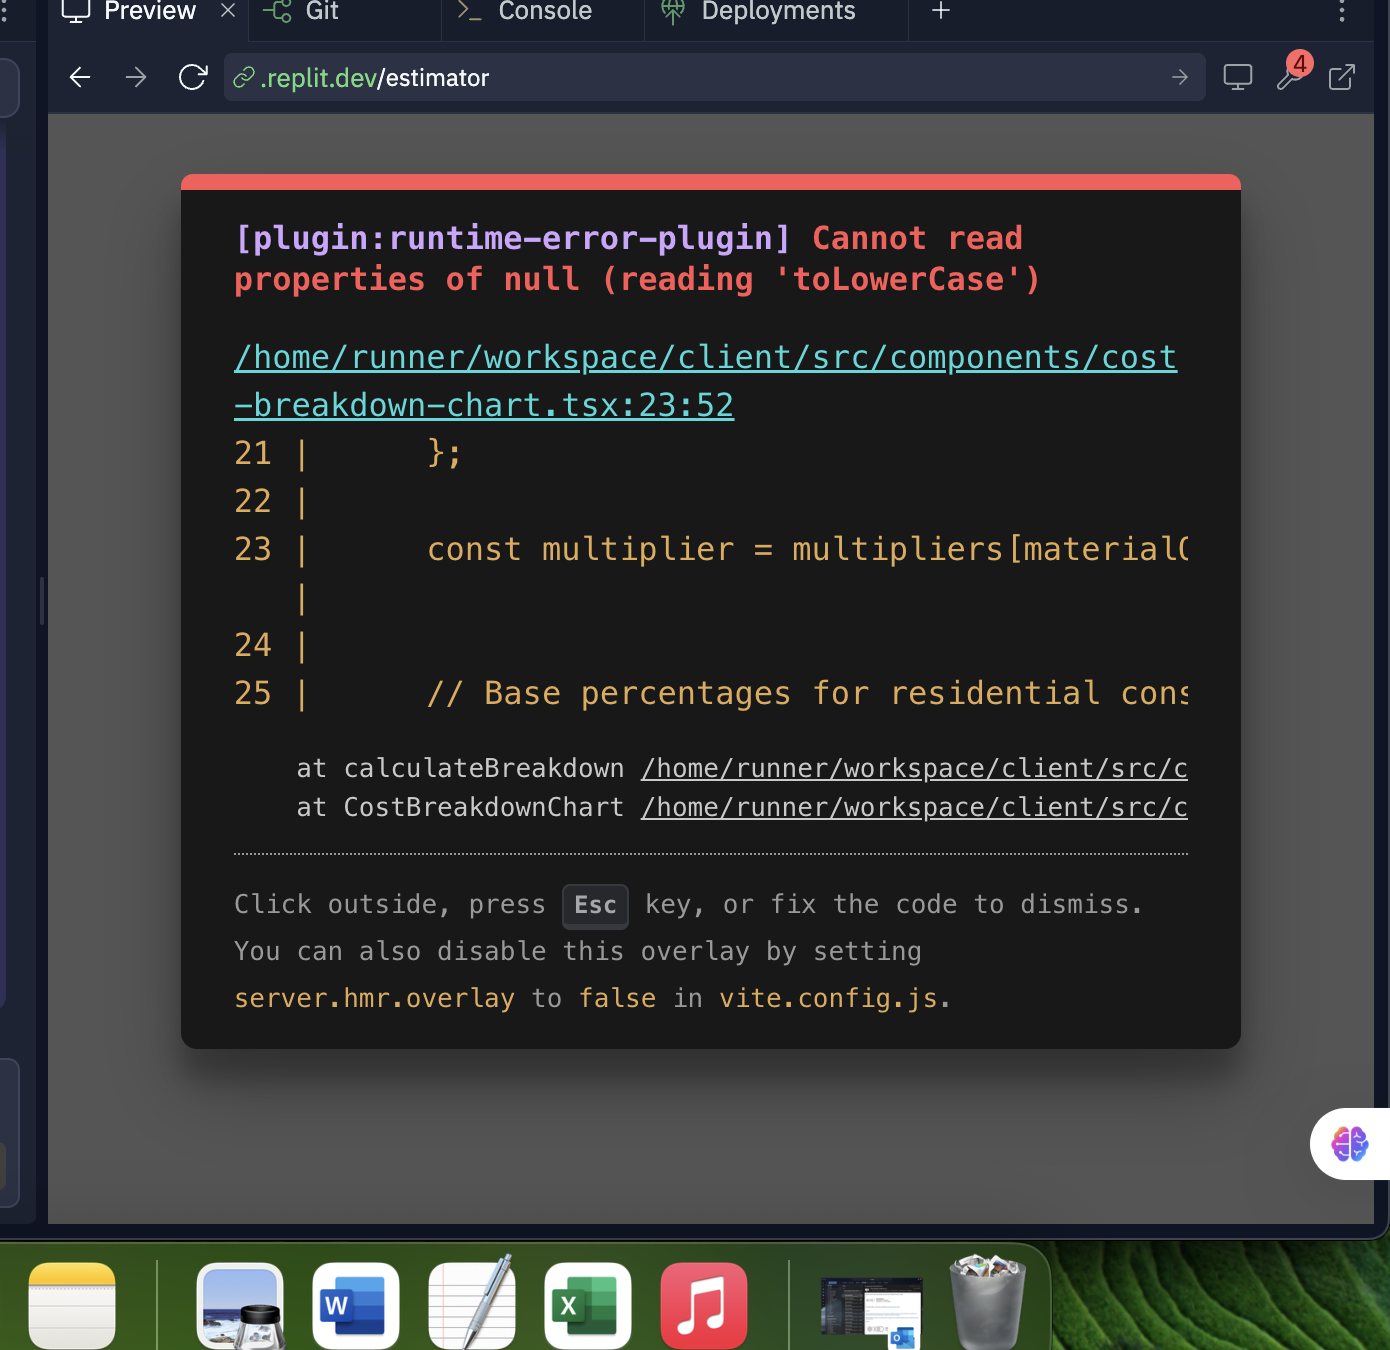 Preview
Git
Console
Deployments
.replit.dev/estimator
4
[plugin:runtime-error-plugin] Cannot read
properties of null (reading 'toLowerCase')
/home/runner/workspace/client/src/components/cost
-breakdown-chart.tsx:23:52
21 |      };
22 |
23 |      const multiplier = multipliers[material
|
24 |
25 |      // Base percentages for residential cons
at calculateBreakdown /home/runner/workspace/client/src/c
at CostBreakdownChart /home/runner/workspace/client/src/c
Click outside, press Esc key, or fix the code to dismiss.
You can also disable this overlay by setting
server.hmr.overlay to false in vite.config.js.
W
X
O